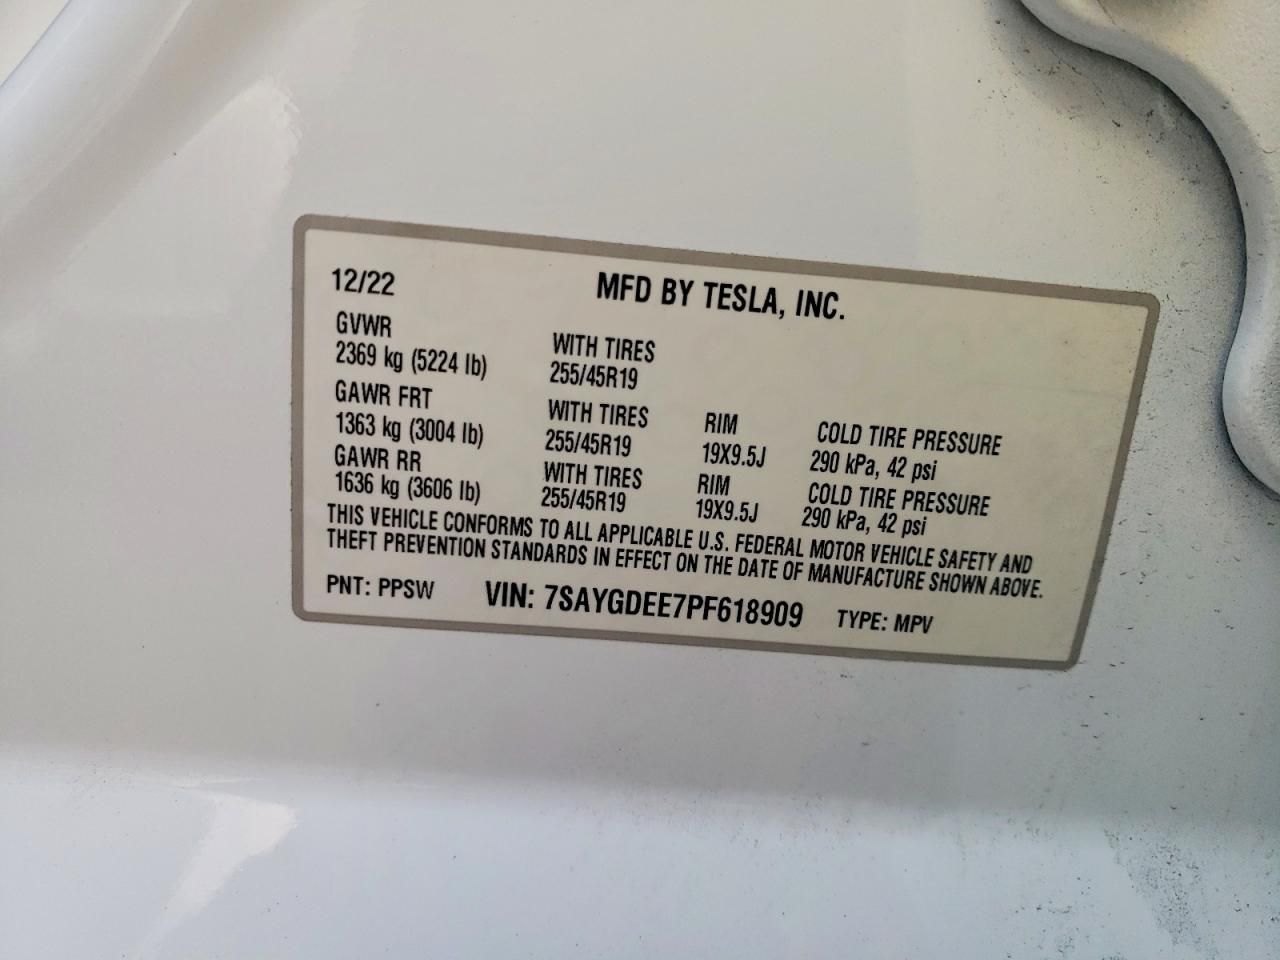 12/22 MFD BY TESLA, INC.
GVWR
2369 kg (5224 lb)
WITH TIRES
255/45R19
GAWR FRT
1363 kg (3004 lb)
WITH TIRES
255/45R19
RIM
19X9.5J
COLD TIRE PRESSURE
290 kPa, 42 psi
GAWR RR
1636 kg (3606 lb)
WITH TIRES
255/45R19
RIM
19X9.5J
COLD TIRE PRESSURE
290 kPa, 42 psi
THIS VEHICLE CONFORMS TO ALL APPLICABLE U.S. FEDERAL MOTOR VEHICLE SAFETY AND
THEFT PREVENTION STANDARDS IN EFFECT ON THE DATE OF MANUFACTURE SHOWN ABOVE.
PNT: PPSW VIN: 7SAYGDEE7PF618909 TYPE: MPV